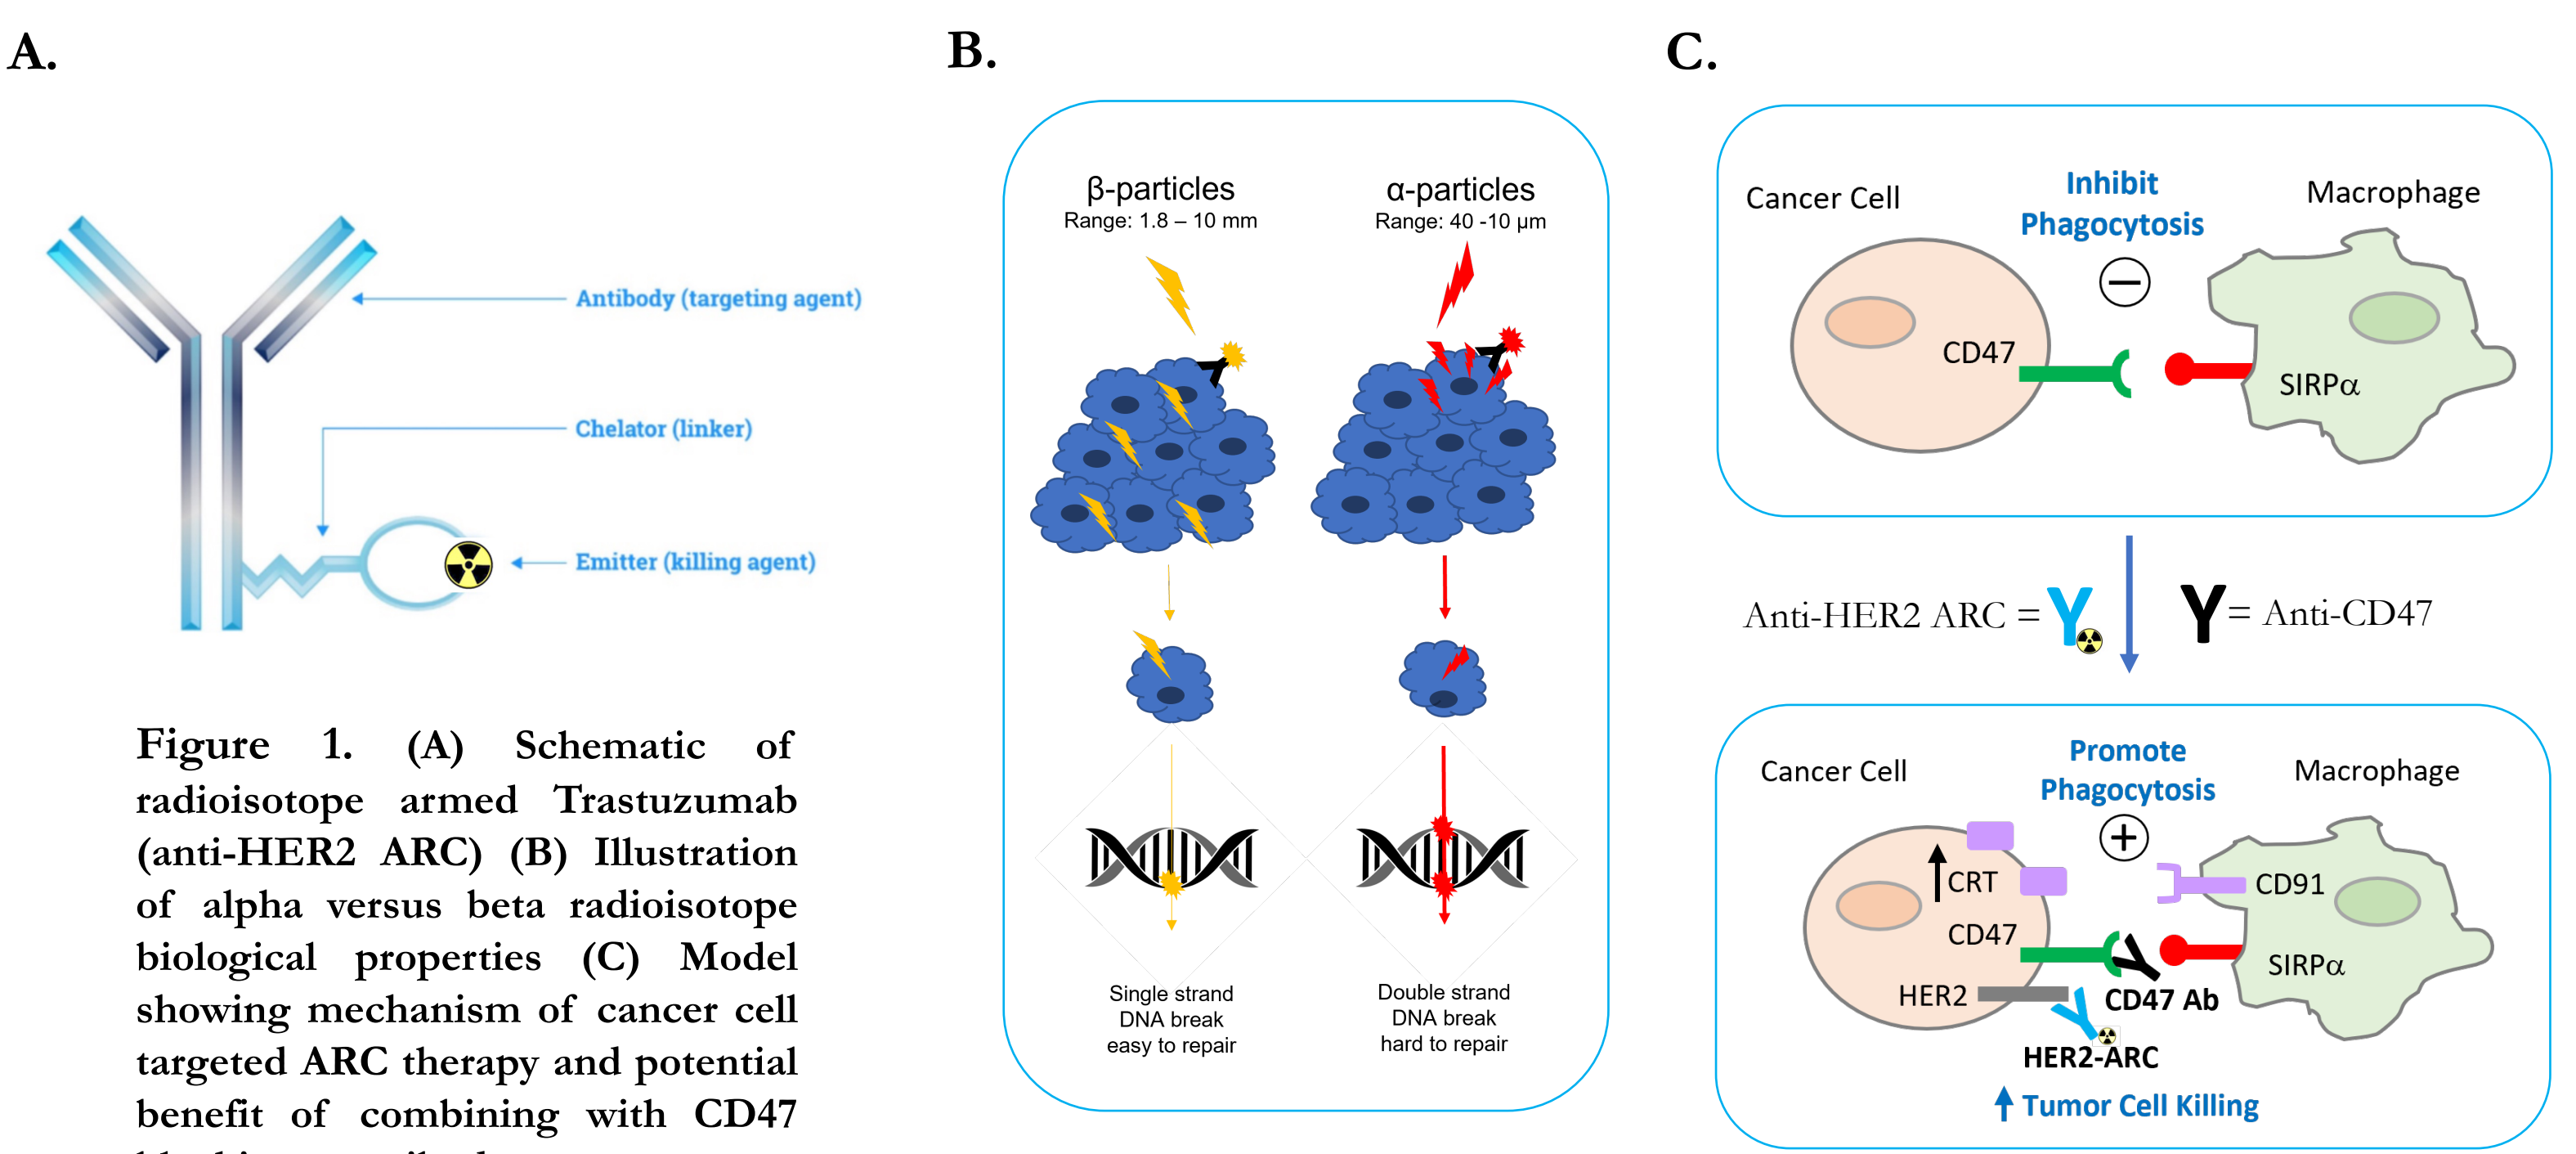 A.
Antibody (targeting agent)
Chelator (linker)
Emitter (killing agent)
Figure 1. (A) Schematic of
radioisotope armed Trastuzumab
(anti-HER2 ARC) (B) Illustration
of alpha versus beta radioisotope
biological properties (C) Model
showing mechanism of cancer cell
targeted ARC therapy and potential
benefit of combining with CD47
B.
β-particles
Range: 1.8 – 10 mm
α-particles
Range: 40 -10 μm
Single strand
DNA break
easy to repair
Double strand
DNA break
hard to repair
C.
Cancer Cell
Inhibit
Phagocytosis
Macrophage
CD47
SIRPα
Anti-HER2 ARC =
= Anti-CD47
Cancer Cell
Promote
Phagocytosis
Macrophage
CRT
CD91
CD47
SIRPα
HER2
CD47 Ab
HER2-ARC
Tumor Cell Killing